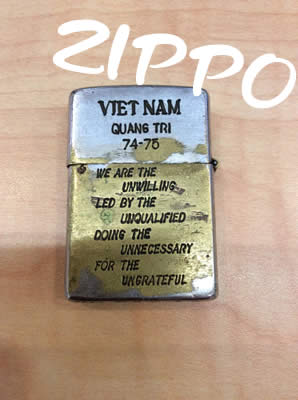 ZIPPO
VIET NAM
QUANG TRI
74-75
WE ARE THE
UNWILLING
LED BY THE
UNQUALIFIED
DOING THE
UNNECESSARY
FOR THE
UNGRATEFUL